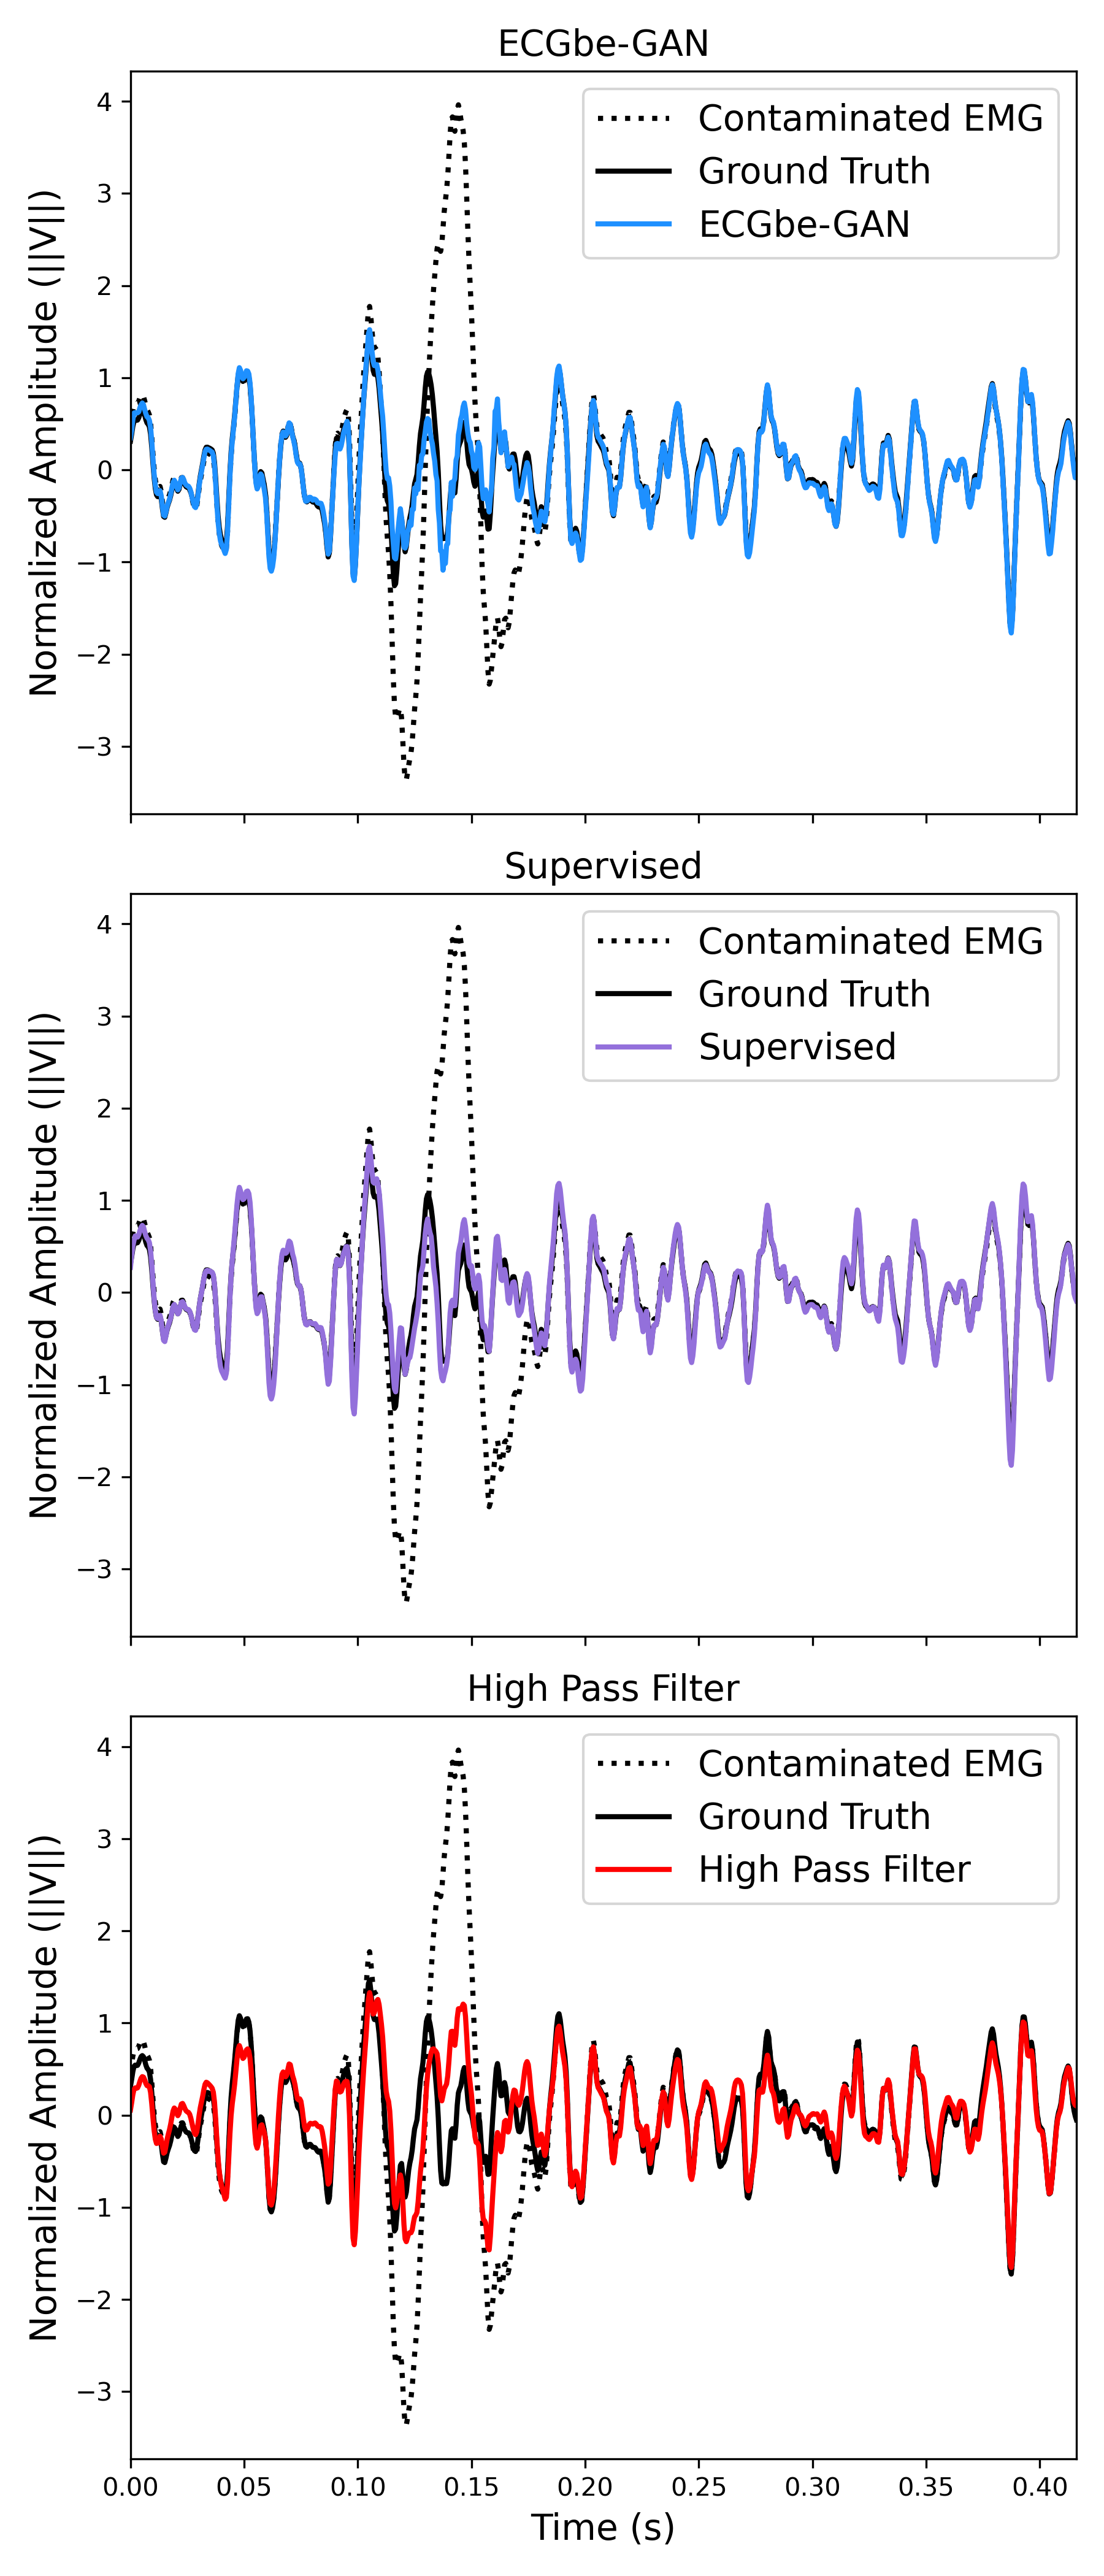 ECGbe-GAN
4
3
2
1
0
−1
−2
−3
Normalized Amplitude (||V||)
Contaminated EMG
Ground Truth
ECGbe-GAN
Supervised
4
3
2
1
0
−1
−2
−3
Normalized Amplitude (||V||)
Contaminated EMG
Ground Truth
Supervised
High Pass Filter
4
3
2
1
0
−1
−2
−3
Normalized Amplitude (||V||)
Contaminated EMG
Ground Truth
High Pass Filter
0.00 0.05 0.10 0.15 0.20 0.25 0.30 0.35 0.40
Time (s)